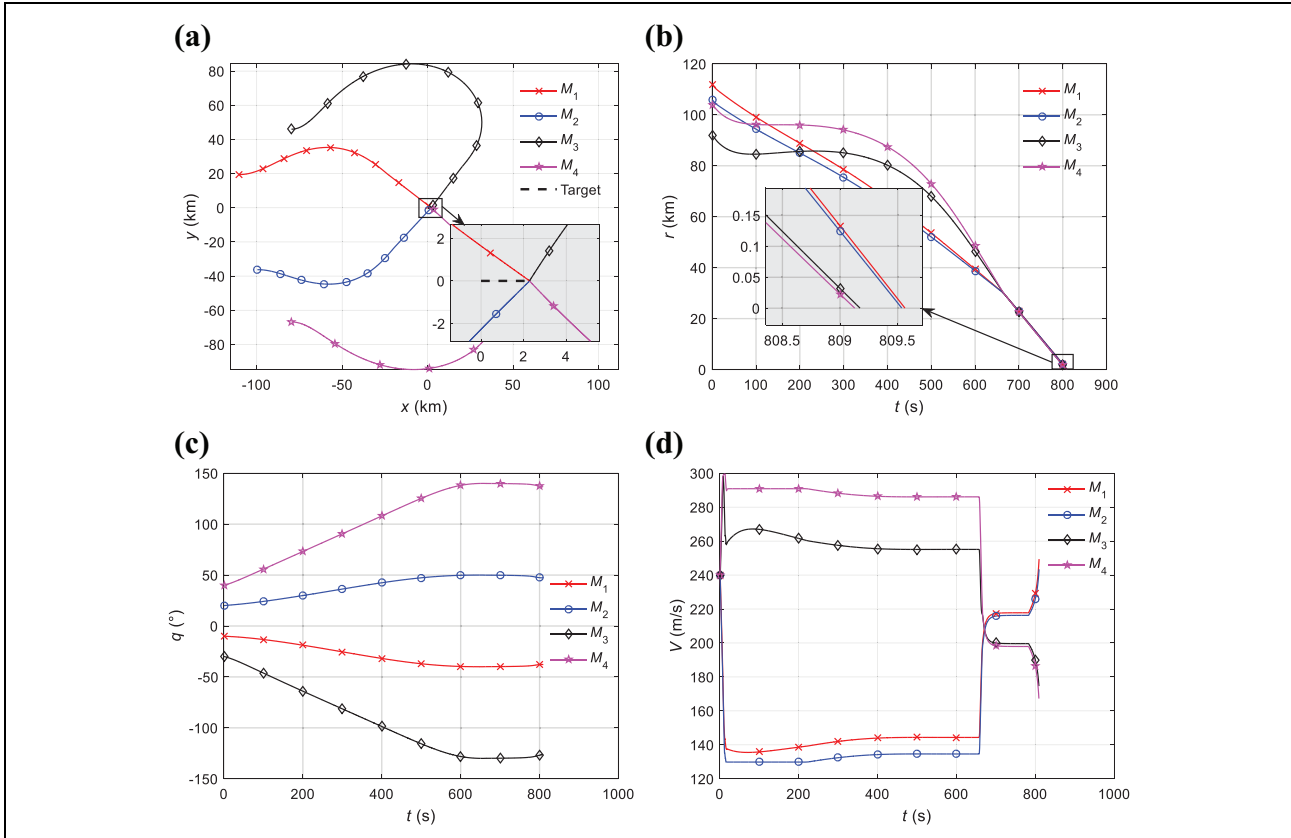 (a)
80
60
40
20
0
-20
-40
-60
-80
y (km)
-100
-50
0
50
100
x (km)
M1
M2
M3
M4
Target
2
0
-2
0
2
4
(b)
120
100
80
60
40
20
0
r (km)
0
100
200
300
400
500
600
700
800
900
t (s)
M1
M2
M3
M4
0.15
0.1
0.05
0
808.5
809
809.5
(c)
150
100
50
0
-50
-100
-150
q (°)
0
200
400
600
800
1000
t (s)
M1
M2
M3
M4
(d)
300
280
260
240
220
200
180
160
140
120
V (m/s)
0
200
400
600
800
1000
t (s)
M1
M2
M3
M4